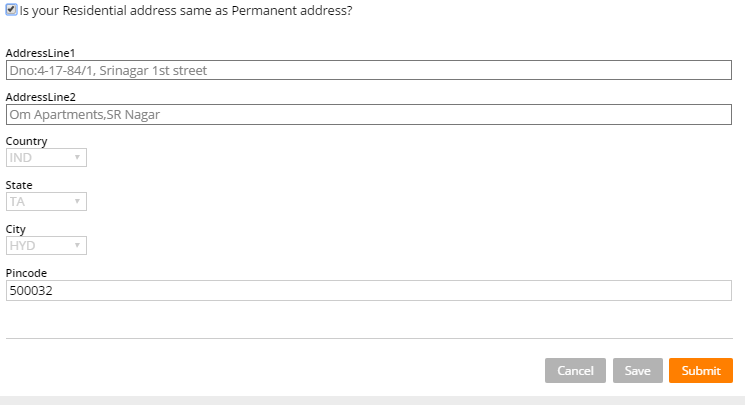 Is your Residential address same as Permanent address?
AddressLine1
Dno:4-17-84/1, Srinagar 1st street
AddressLine2
Om Apartments,SR Nagar
Country
IND
State
TA
City
HYD
Pincode
500032
Cancel Save Submit